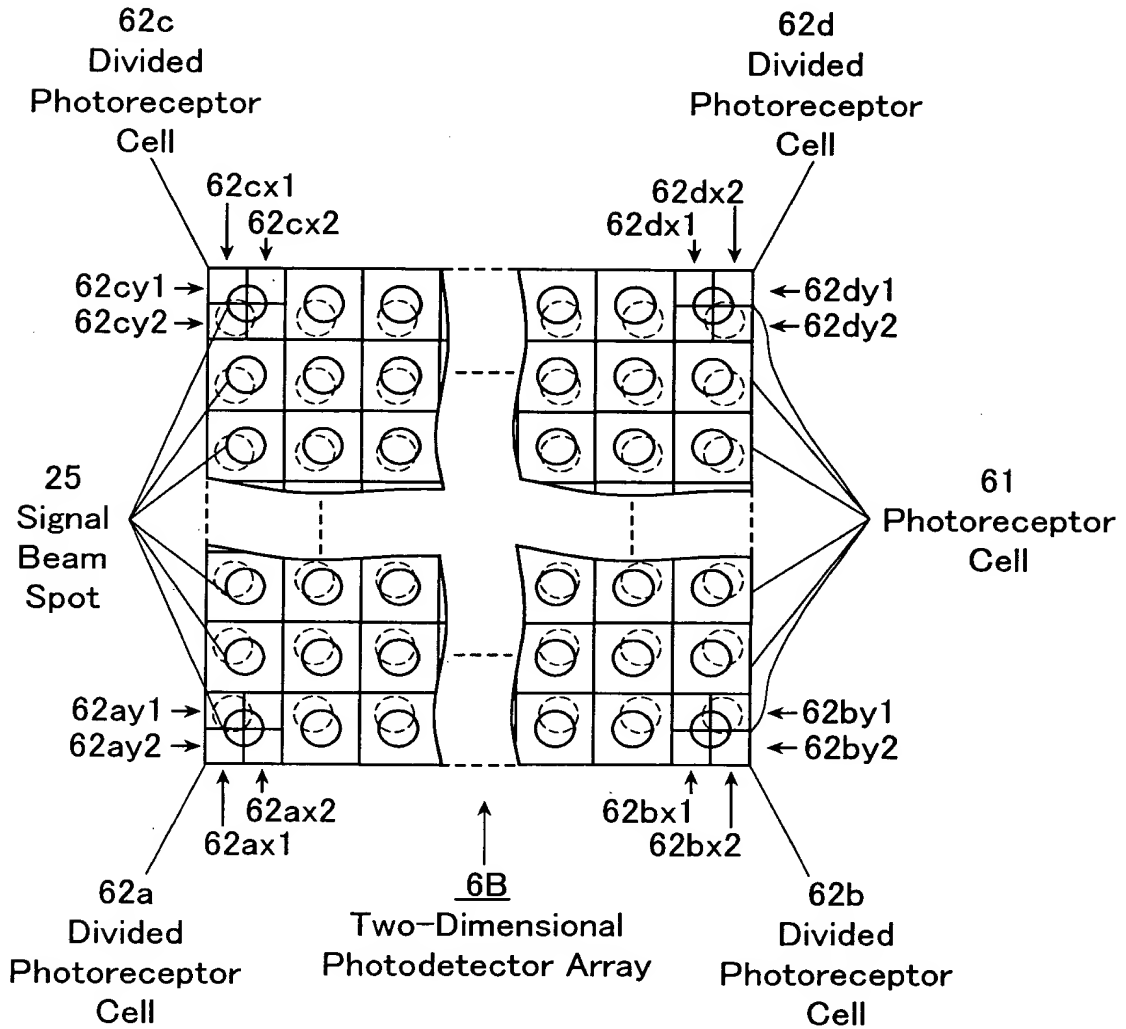 62c
Divided
Photoreceptor
Cell
62d
Divided
Photoreceptor
Cell
62cx1
62cx2
62dx2
62dx1
62cy1
62cy2
62dy1
62dy2
25
Signal
Beam
Spot
61
Photoreceptor
Cell
62ay1
62ay2
62by1
62by2
62ax2
62ax1
62bx1
62bx2
62a
Divided
Photoreceptor
Cell
6B
Two-Dimensional
Photodetector Array
62b
Divided
Photoreceptor
Cell